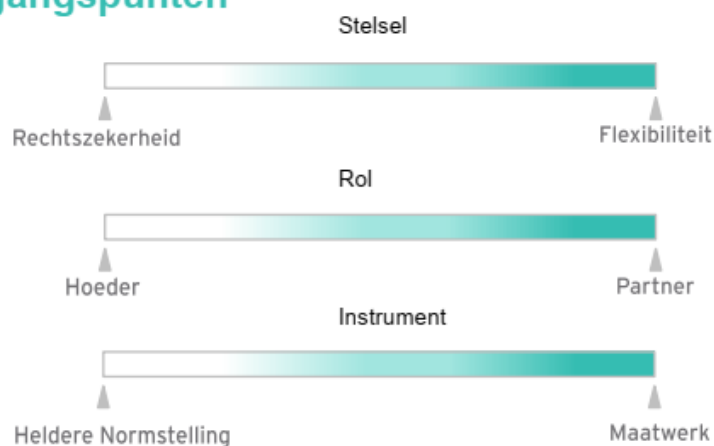 gangspunten
Stelsel
Rechtszekerheid
Flexibiliteit
Rol
Hoeder
Partner
Instrument
Heldere Normstelling
Maatwerk